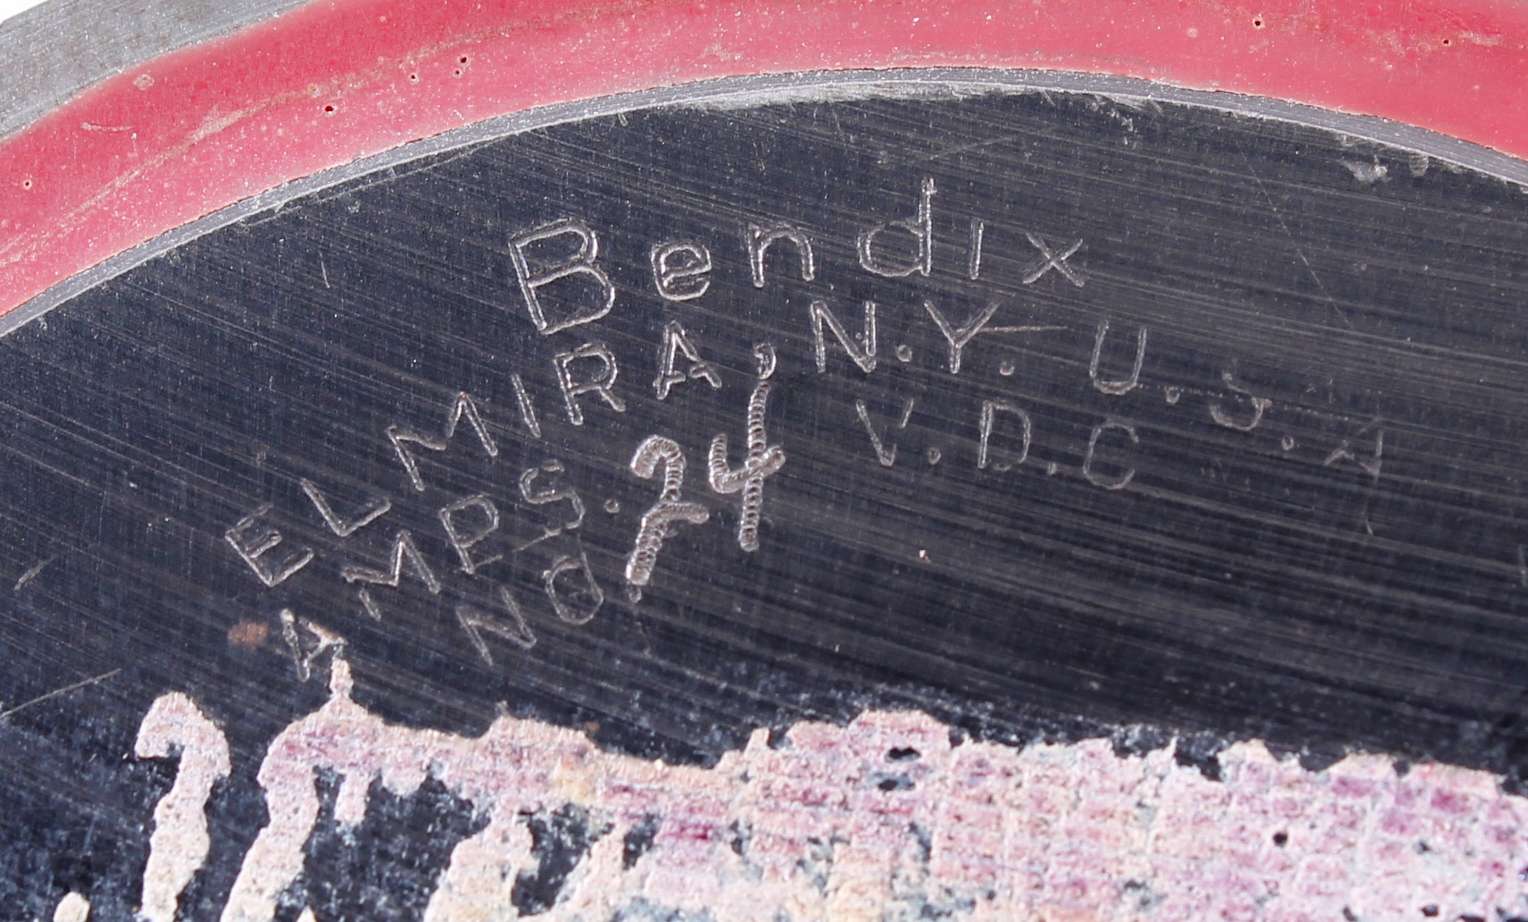 Bendix
ELMIRA, N.Y. U.S.A
AMPS. 24 V.D.C
NO.